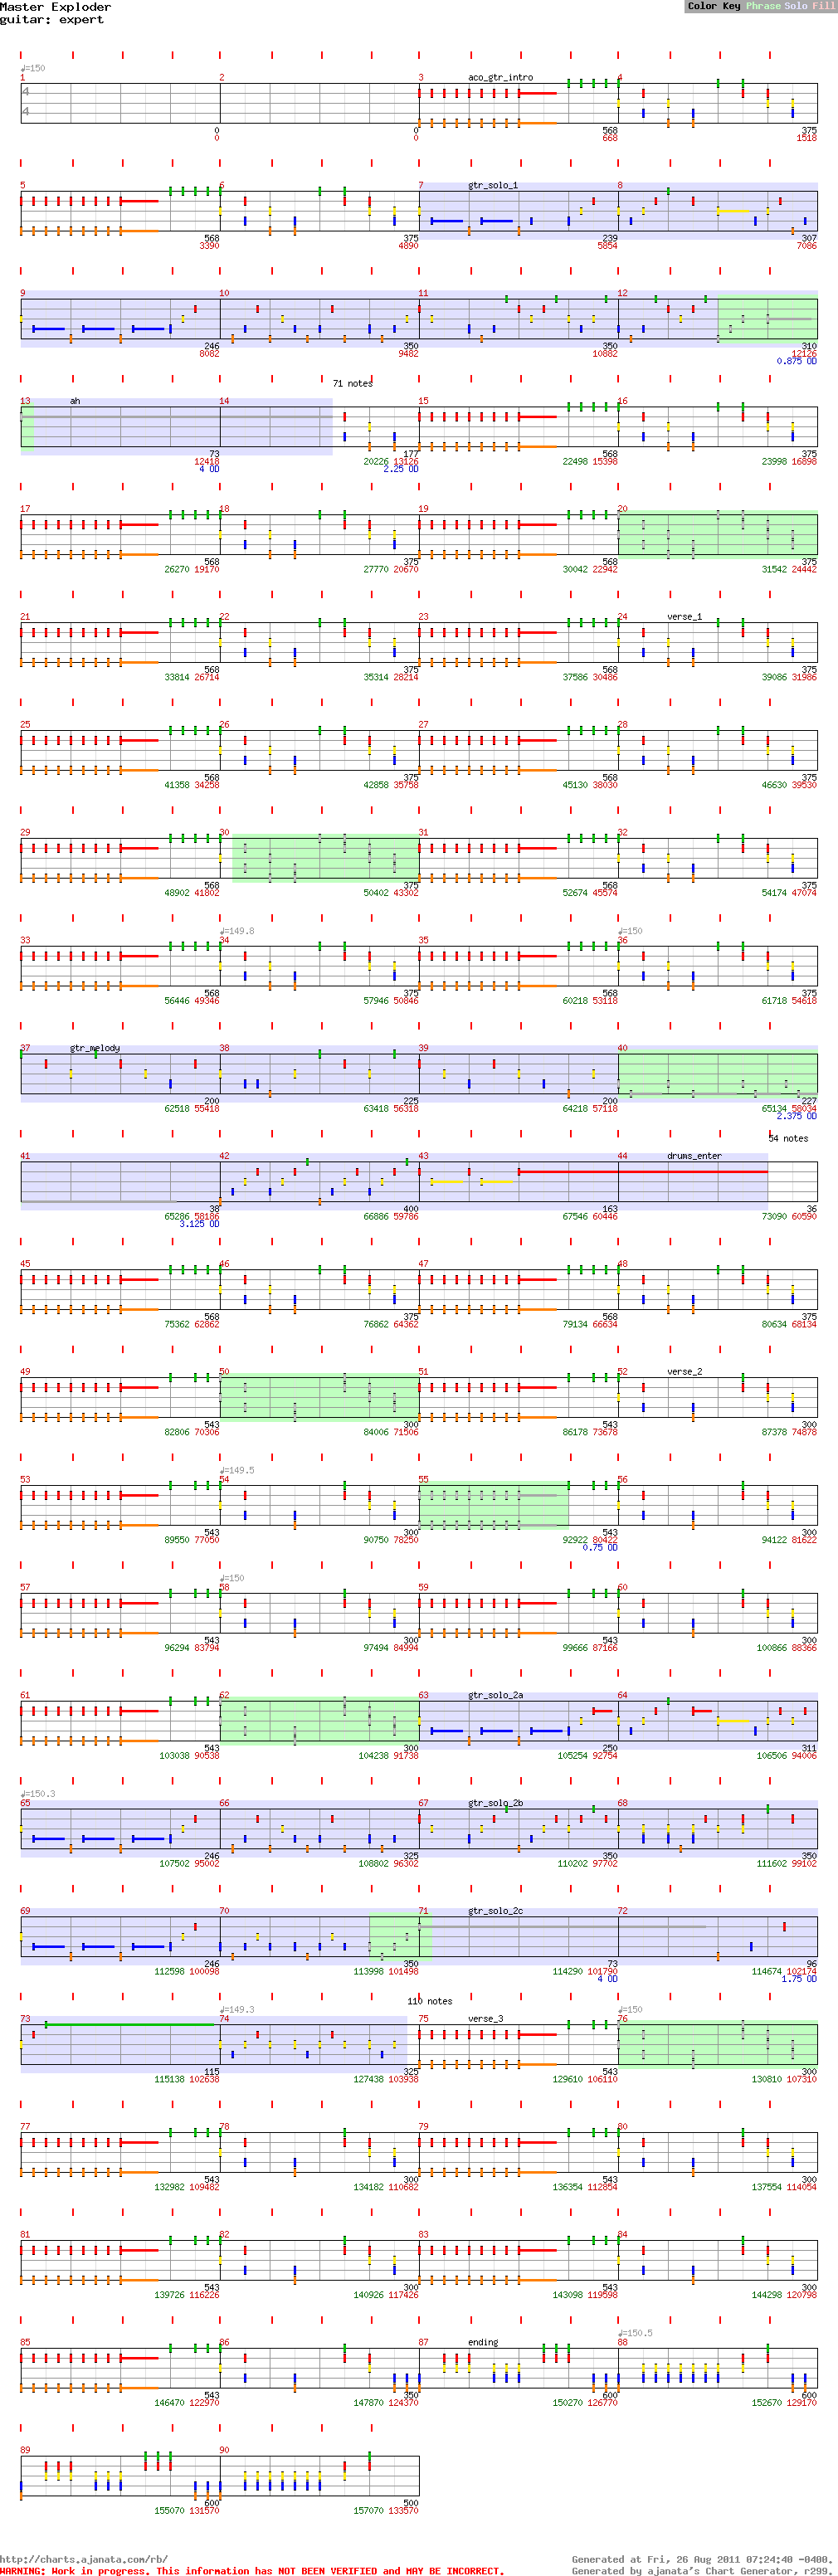 Master Exploder
guitar: expert
Color Key Phrase Solo Fill
♩=150
1 2 3 aco_gtr_intro 4
4
4
0 0 568 375
0 0 668 1518
5 6 7 gtr_solo_1 8
568 375 239 307
3390 4890 5854 7086
9 10 11 12
246 350 350 310
8082 9482 10882 12126
0.875 OD
71 notes
13 ah 14 15 16
73 177 568 375
12418 20226 13126 22498 15398 23998 16898
4 OD 2.25 OD
17 18 19 20
568 375 568 375
26270 19170 27770 20670 30042 22942 31542 24442
21 22 23 24 verse_1
568 375 568 375
33814 26714 35314 28214 37586 30486 39086 31986
25 26 27 28
568 375 568 375
41358 34258 42858 35758 45130 38030 46630 39530
29 30 31 32
568 375 568 375
48902 41802 50402 43302 52674 45574 54174 47074
♩=149.8 ♩=150
33 34 35 36
568 375 568 375
56446 49346 57946 50846 60218 53118 61718 54618
37 gtr_melody 38 39 40
200 225 200 227
62518 55418 63418 56318 64218 57118 65134 58034
2.375 OD
54 notes
41 42 43 44 drums_enter
38 400 163 36
65286 58186 66886 59786 67546 60446 73090 60590
3.125 OD
45 46 47 48
568 375 568 375
75362 62862 76862 64362 79134 66634 80634 68134
49 50 51 52 verse_2
543 300 543 300
82806 70306 84006 71506 86178 73678 87378 74878
♩=149.5
53 54 55 56
543 300 543 300
89550 77050 90750 78250 92922 80422 94122 81622
0.75 OD
♩=150
57 58 59 60
543 300 543 300
96294 83794 97494 84994 99666 87166 100866 88366
61 62 63 gtr_solo_2a 64
543 300 250 311
103038 90538 104238 91738 105254 92754 106506 94006
♩=150.3
65 66 67 gtr_solo_2b 68
246 325 350 350
107502 95002 108802 96302 110202 97702 111602 99102
69 70 71 gtr_solo_2c 72
246 350 73 96
112598 100098 113998 101498 114290 101790 114674 102174
4 OD 1.75 OD
110 notes
♩=149.3 ♩=150
73 74 75 verse_3 76
115 325 543 300
115138 102638 127438 103938 129610 106110 130810 107310
77 78 79 80
543 300 543 300
132982 109482 134182 110682 136354 112854 137554 114054
81 82 83 84
543 300 543 300
139726 116226 140926 117426 143098 119598 144298 120798
♩=150.5
85 86 87 ending 88
543 350 600 600
146470 122970 147870 124370 150270 126770 152670 129170
89 90
600 500
155070 131570 157070 133570
http://charts.ajanata.com/rb/
Generated at Fri, 26 Aug 2011 07:24:40 -0400.
WARNING: Work in progress. This information has NOT BEEN VERIFIED and MAY BE INCORRECT.
Generated by ajanata's Chart Generator, r299.